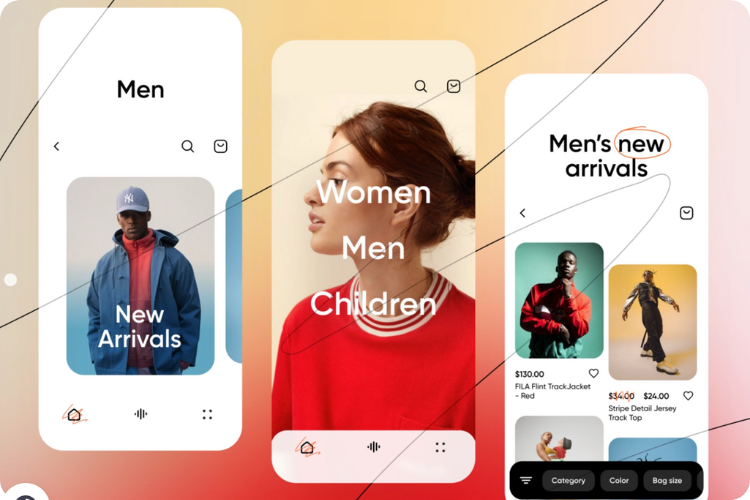 Men
NY
New
Arrivals
Women
Men
Children
Men's new
arrivals
$130.00
FILA Flint TrackJacket
- Red
$34.00 $24.00
Stripe Detail Jersey
Track Top
Category
Color
Bag size